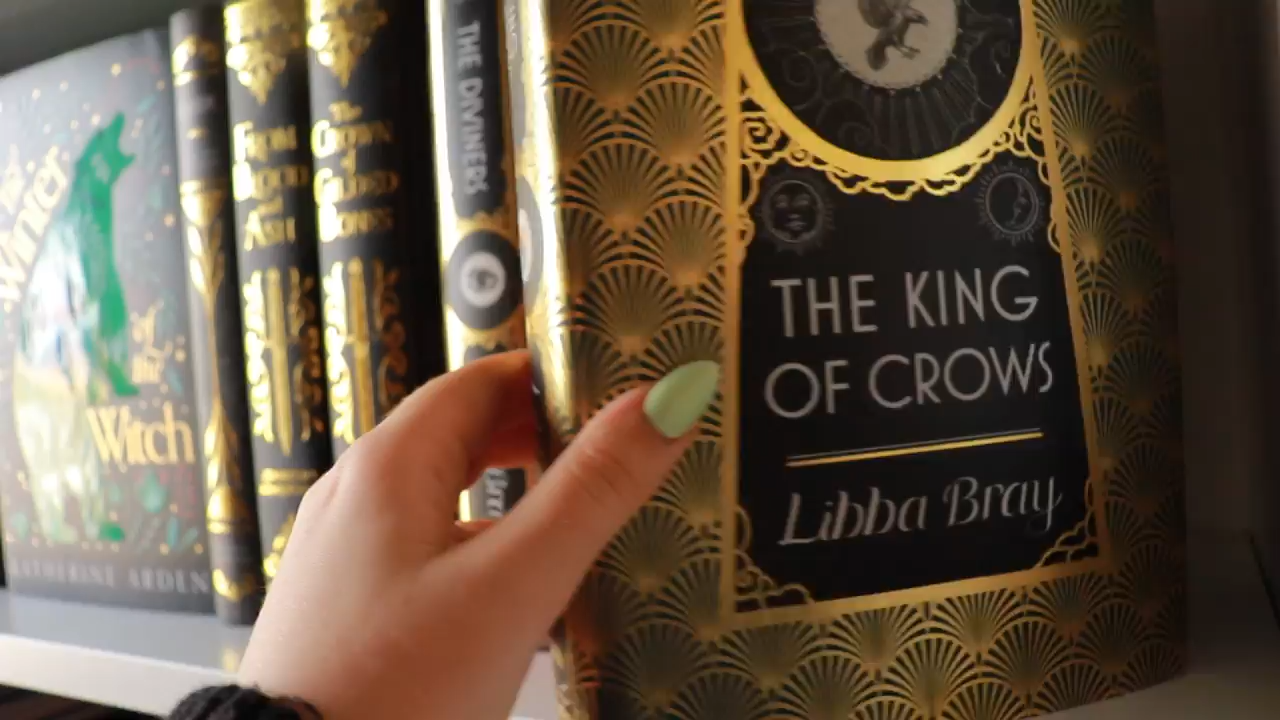 The
Winter
of
the
Witch
KATHERINE ARDEN
FROM
BLOOD
AND
ASH
The
CROWN
of
GILDED
BONES
THE DIVINERS
THE KING
OF CROWS
Libba Bray